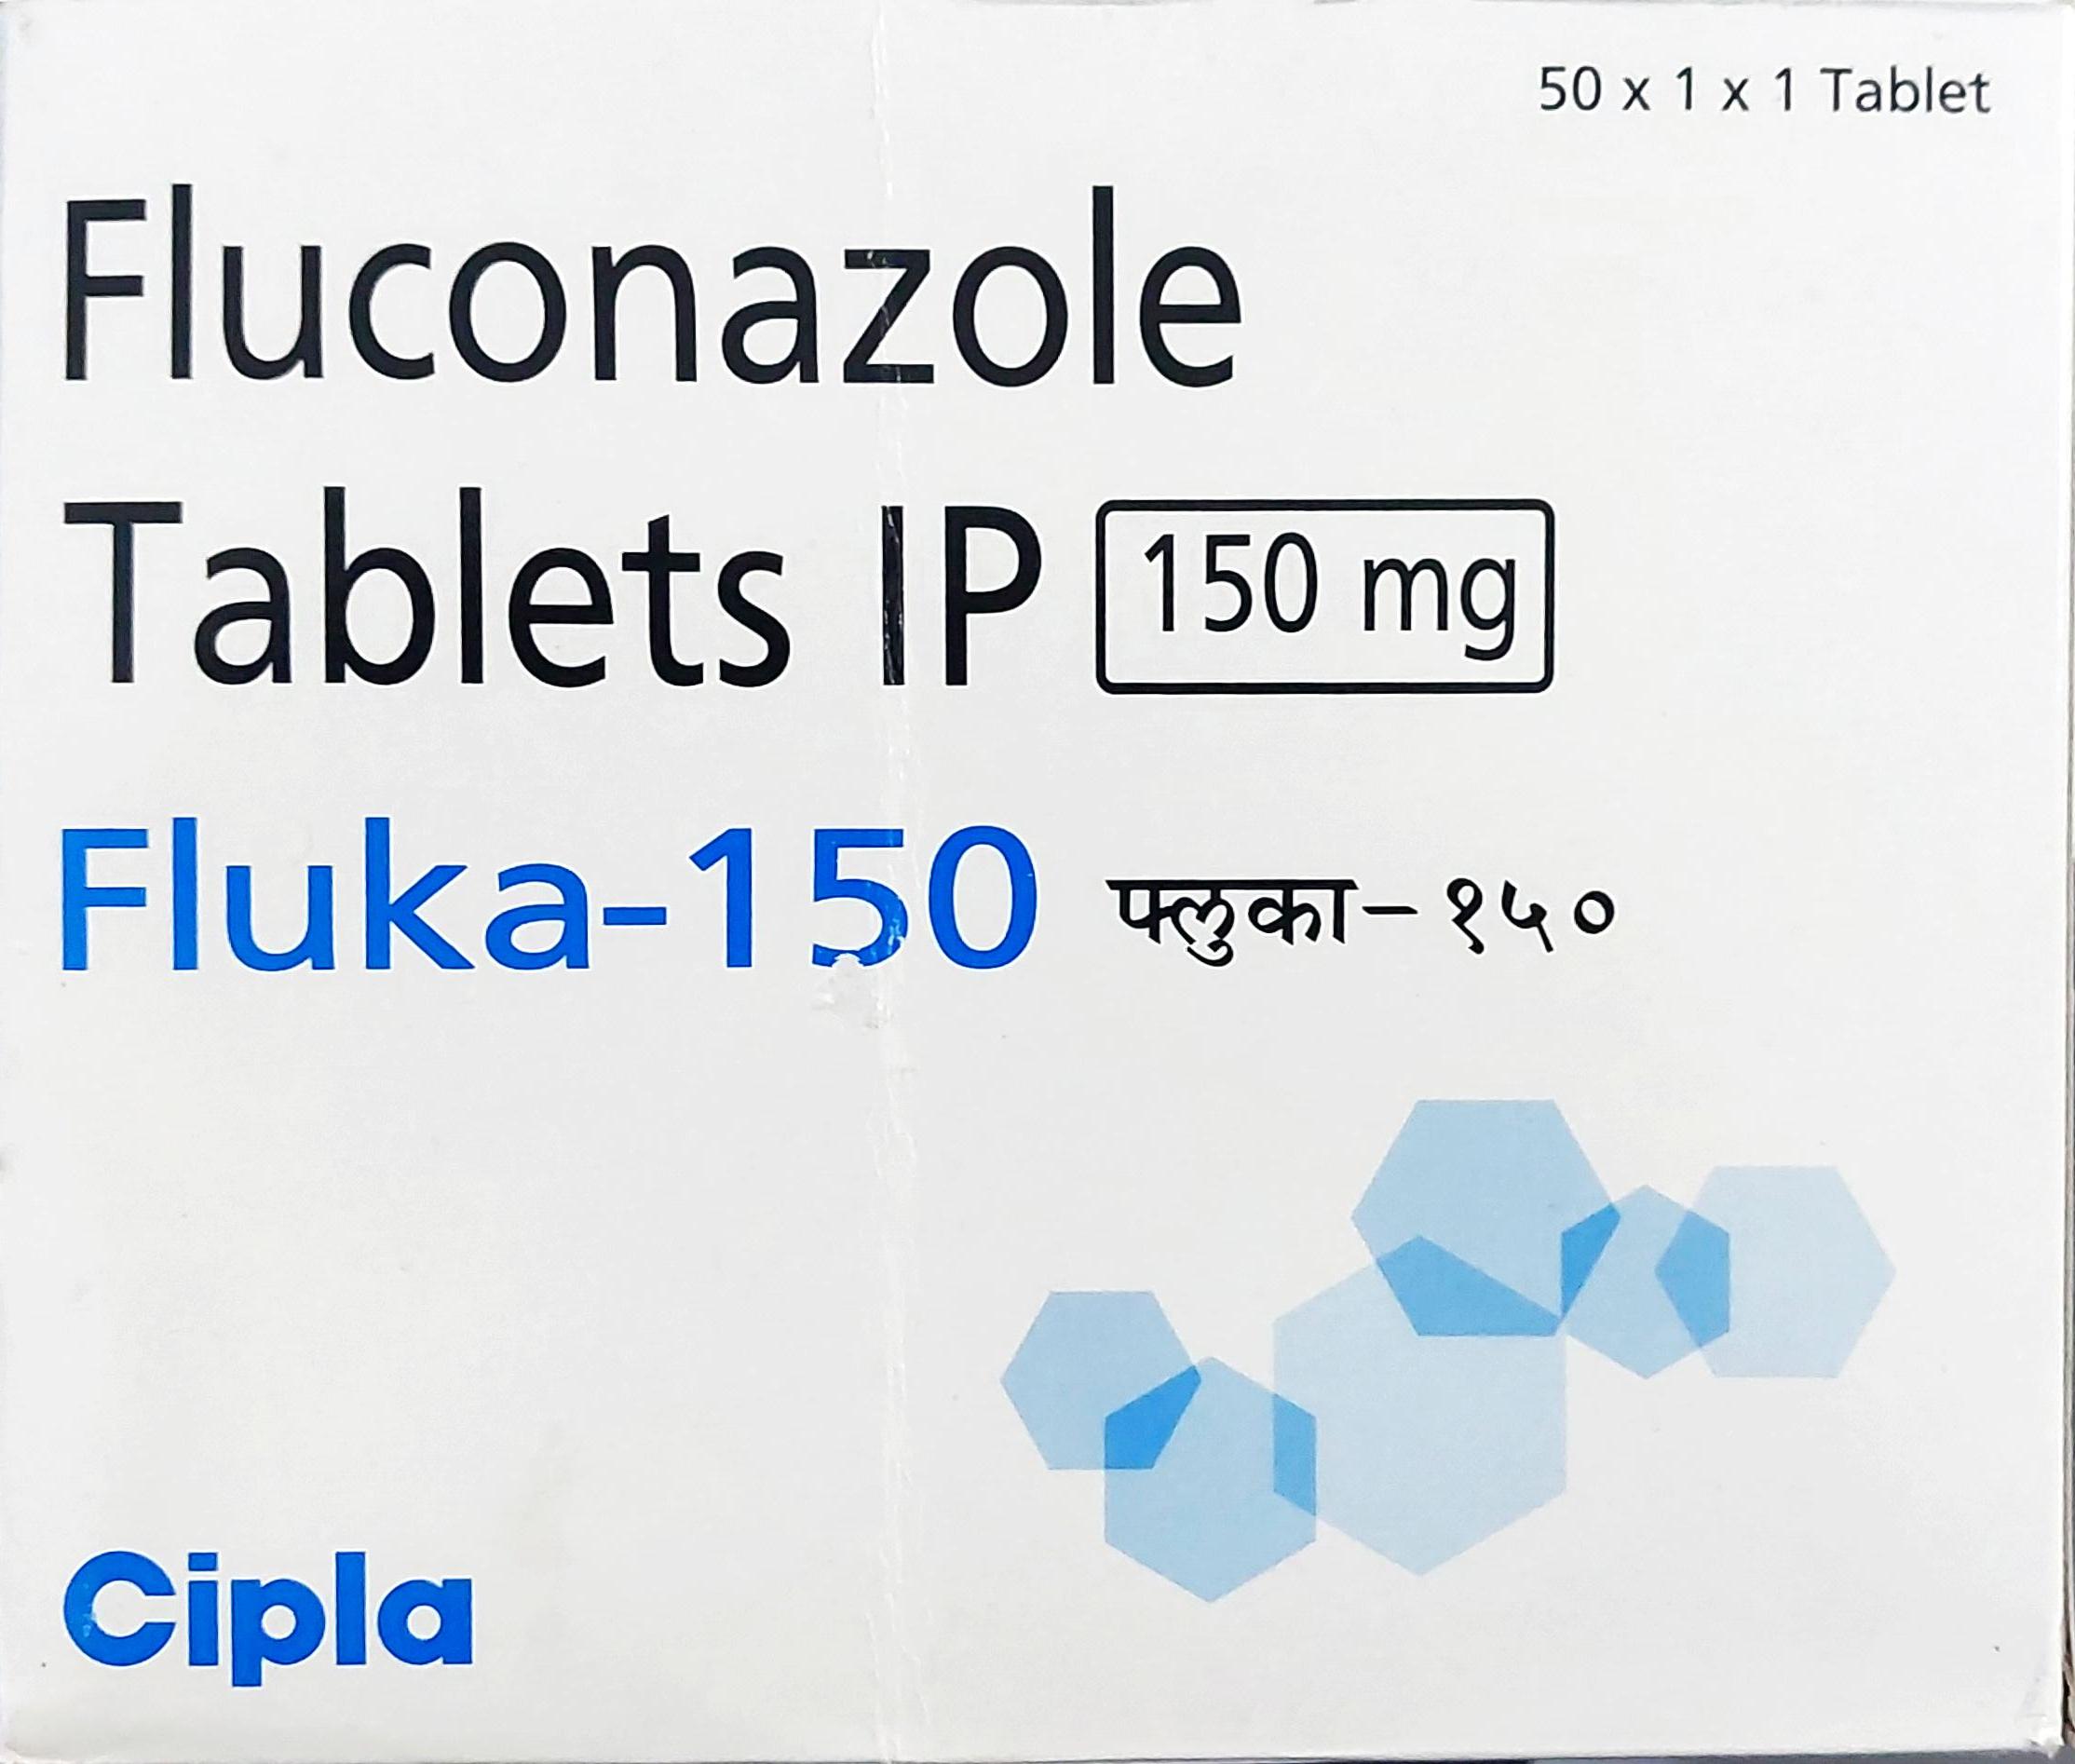 50 x 1 x 1 Tablet
Fluconazole
Tablets IP 150 mg
Fluka-150 फ्लुका-१५०
Cipla